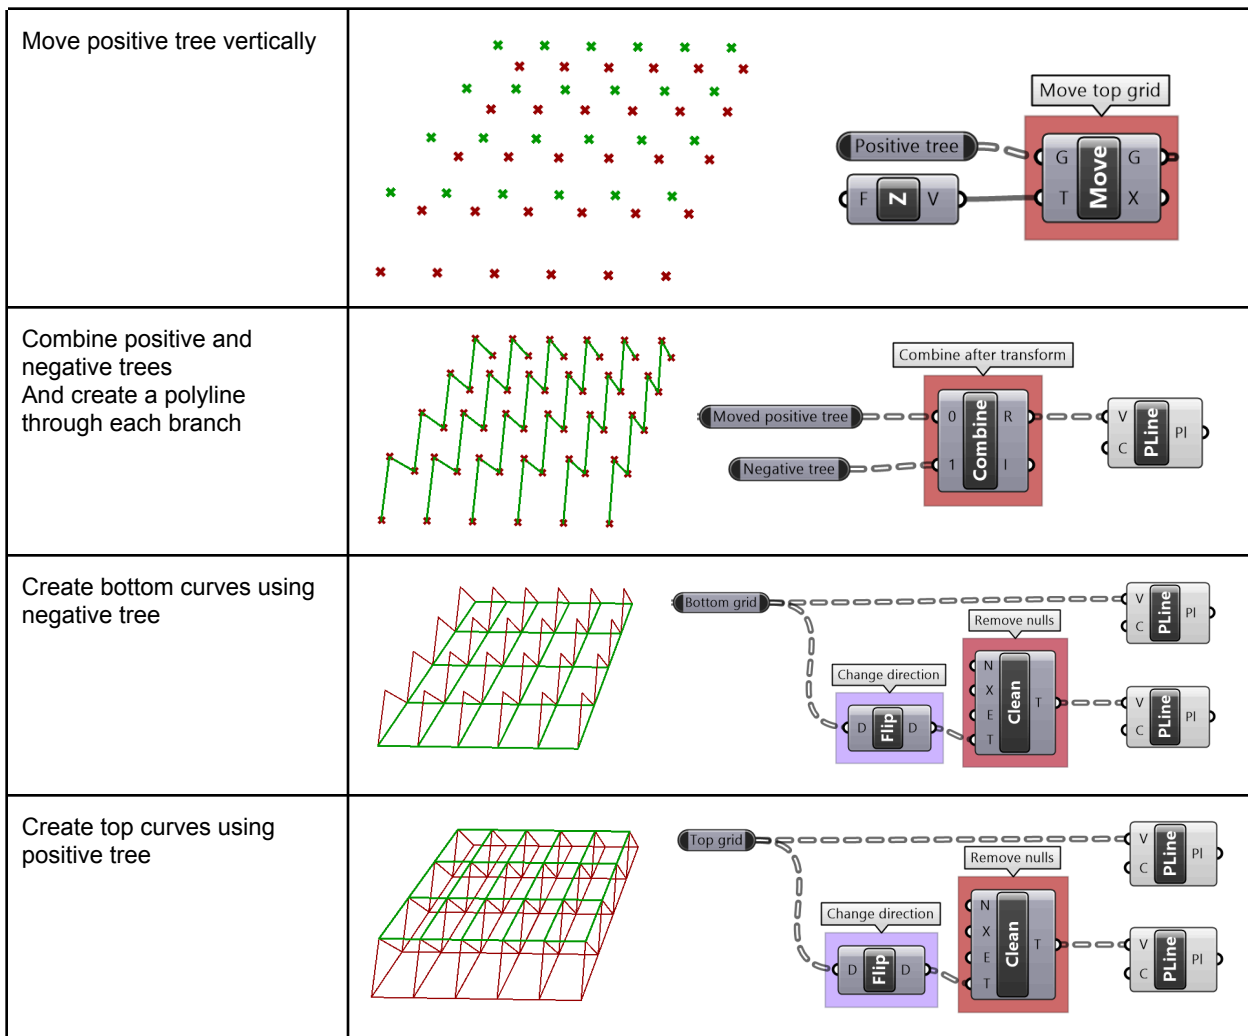 Move positive tree vertically
Move top grid
Positive tree
G Move G
T X
F Z V
Combine positive and
negative trees
And create a polyline
through each branch
Combine after transform
Moved positive tree
Negative tree
0 Combine R
1 I
V PLine Pl
C
Create bottom curves using
negative tree
Bottom grid
V PLine Pl
C
Remove nulls
Change direction
D Flip D
N Clean T
X
E
T
V PLine Pl
C
Create top curves using
positive tree
Top grid
V PLine Pl
C
Remove nulls
Change direction
D Flip D
N Clean T
X
E
T
V PLine Pl
C